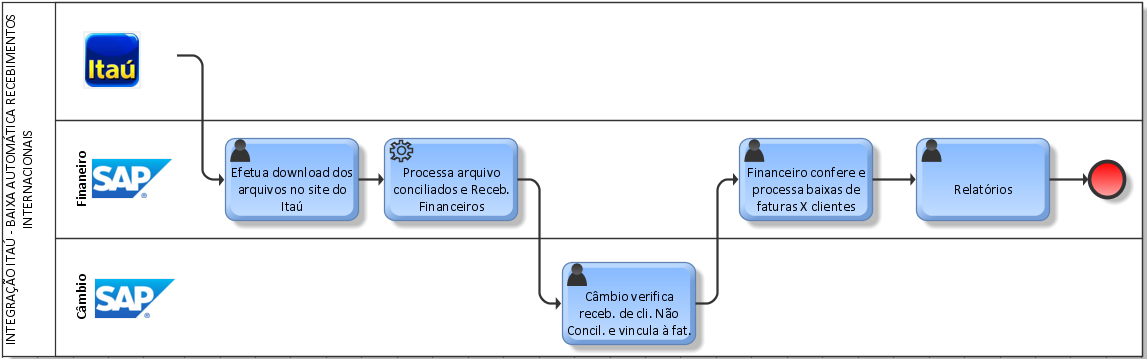 INTEGRAÇÃO ITAÚ - BAIXA AUTOMÁTICA RECEBIMENTOS
INTERNACIONAIS
Itaú
Financeiro
SAP®
Efetua download dos
arquivos no site do
Itaú
Processa arquivo
conciliados e Receb.
Financeiros
Financeiro confere e
processa baixas de
faturas X clientes
Relatórios
Câmbio
SAP®
Câmbio verifica
receb. de cli. Não
Concil. e vincula à fat.